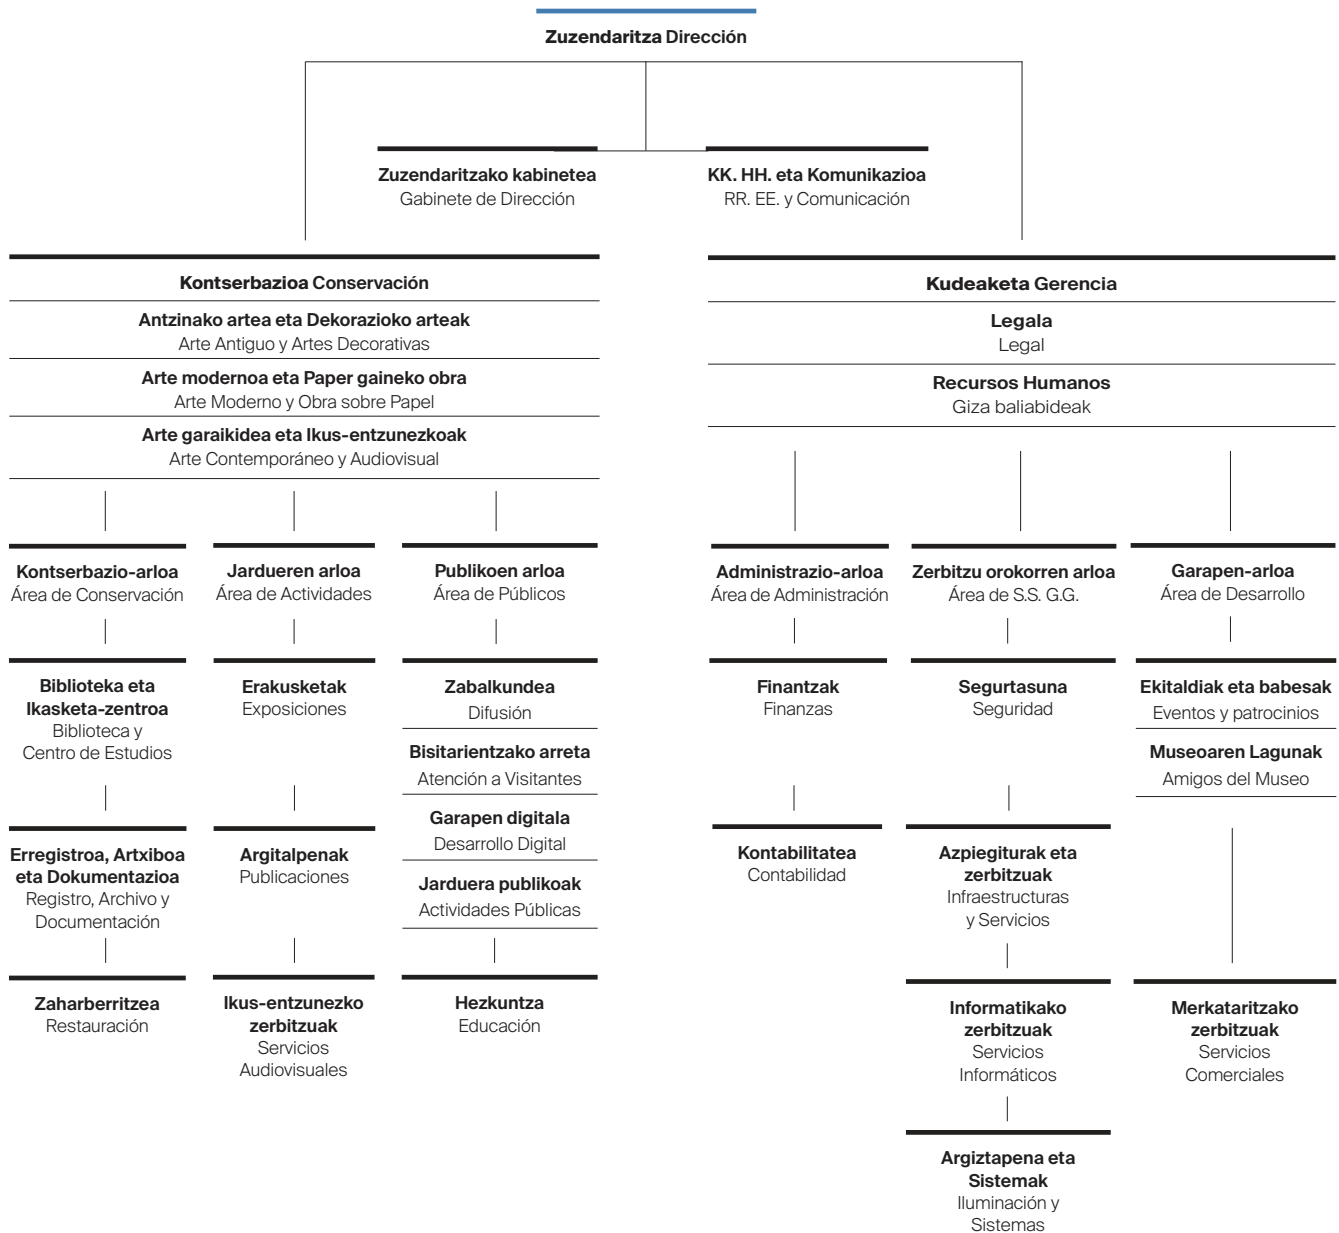 Zuzendaritza Dirección
Zuzendaritzako kabinetea
Gabinete de Dirección
KK. HH. eta Komunikazioa
RR. EE. y Comunicación
Kontserbazioa Conservación
Antzinako artea eta Dekorazioko arteak
Arte Antiguo y Artes Decorativas
Arte modernoa eta Paper gaineko obra
Arte Moderno y Obra sobre Papel
Arte garaikidea eta Ikus-entzunezkoak
Arte Contemporáneo y Audiovisual
Kudeaketa Gerencia
Legala
Legal
Recursos Humanos
Giza baliabideak
Kontserbazio-arloa
Área de Conservación
Biblioteka eta
Ikasketa-zentroa
Biblioteca y
Centro de Estudios
Erregistroa, Artxiboa
eta Dokumentazioa
Registro, Archivo y
Documentación
Zaharberritzea
Restauración
Jardueren arloa
Área de Actividades
Erakusketak
Exposiciones
Argitalpenak
Publicaciones
Ikus-entzunezko
zerbitzuak
Servicios
Audiovisuales
Publikoen arloa
Área de Públicos
Zabalkundea
Difusión
Bisitarientzako arreta
Atención a Visitantes
Garapen digitala
Desarrollo Digital
Jarduera publikoak
Actividades Públicas
Hezkuntza
Educación
Administrazio-arloa
Área de Administración
Finantzak
Finanzas
Kontabilitatea
Contabilidad
Zerbitzu orokorren arloa
Área de S.S. G.G.
Segurtasuna
Seguridad
Azpiegiturak eta
zerbitzuak
Infraestructuras
y Servicios
Informatikako
zerbitzuak
Servicios
Informáticos
Argiztapena eta
Sistemak
Iluminación y
Sistemas
Garapen-arloa
Área de Desarrollo
Ekitaldiak eta babesak
Eventos y patrocinios
Museoaren Lagunak
Amigos del Museo
Merkataritzako
zerbitzuak
Servicios
Comerciales